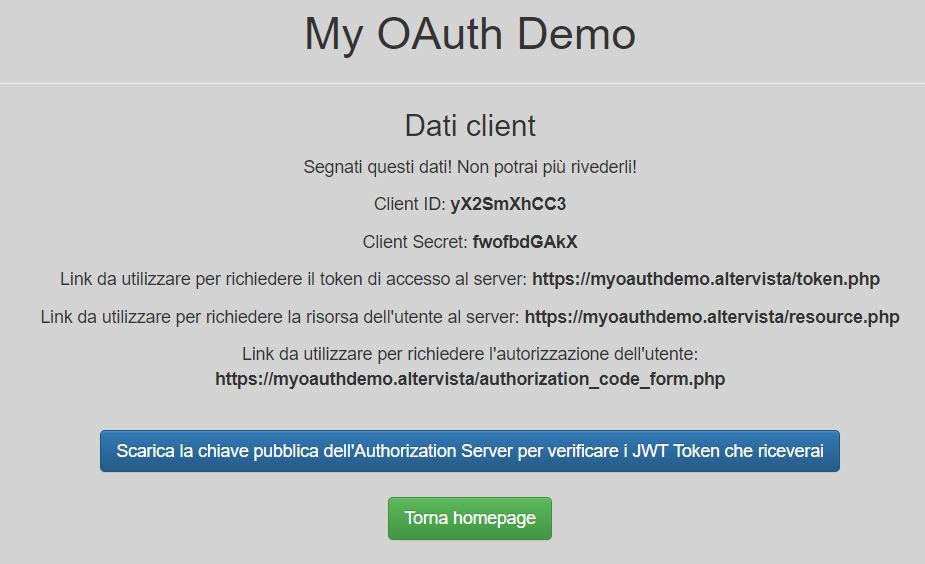 My OAuth Demo
Dati client
Segnati questi dati! Non potrai più rivederli!
Client ID: yX2SmXhCC3
Client Secret: fwofbdGAkX
Link da utilizzare per richiedere il token di accesso al server: https://myoauthdemo.altervista/token.php
Link da utilizzare per richiedere la risorsa dell'utente al server: https://myoauthdemo.altervista/resource.php
Link da utilizzare per richiedere l'autorizzazione dell'utente:
https://myoauthdemo.altervista/authorization_code_form.php
Scarica la chiave pubblica dell'Authorization Server per verificare i JWT Token che riceverai
Torna homepage